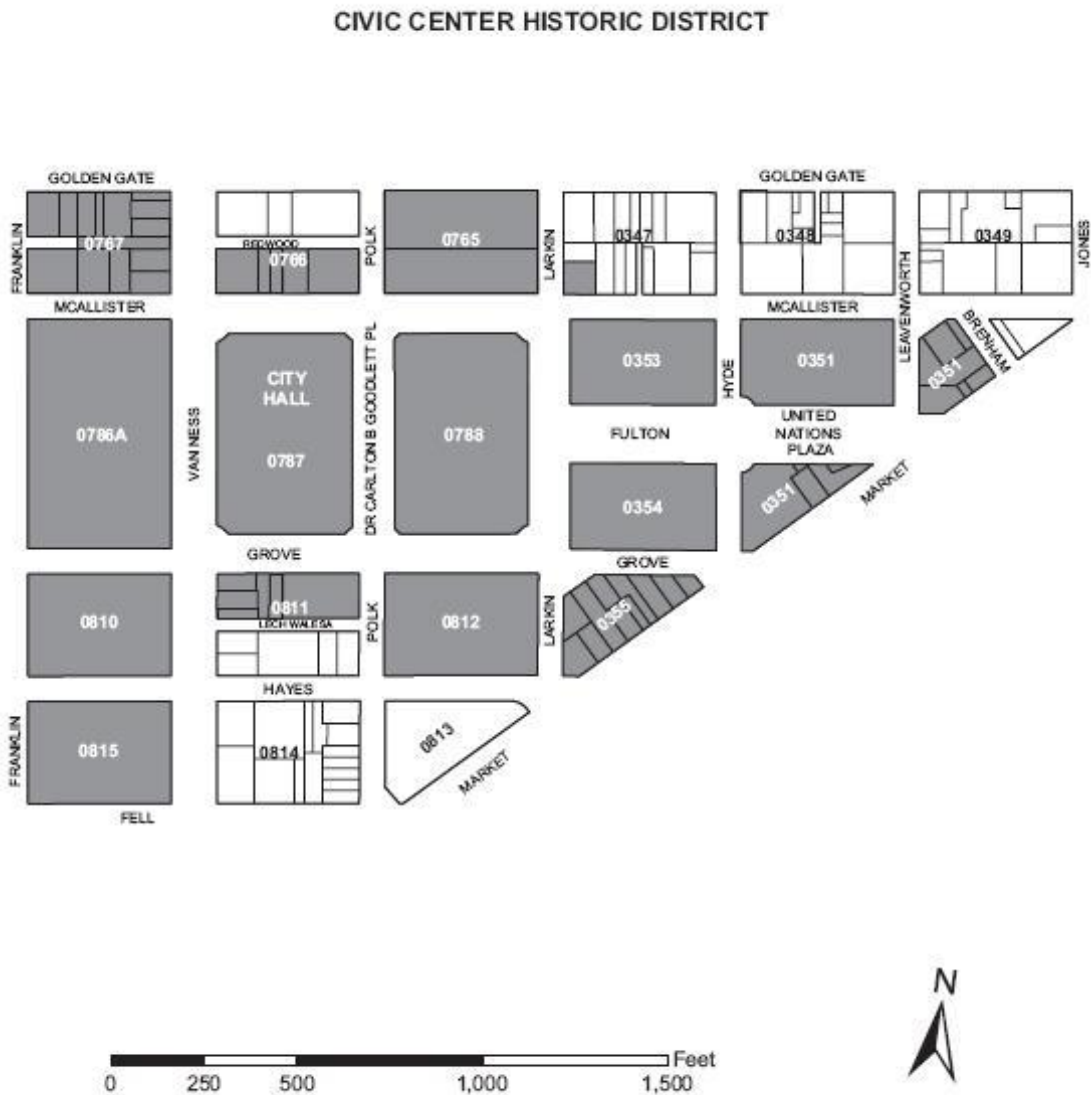 CIVIC CENTER HISTORIC DISTRICT
GOLDEN GATE
GOLDEN GATE
FRANKLIN
0767
REDWOOD
0766
POLK
0765
LARKIN
0347
0348
0349
JONES
MCALLISTER
MCALLISTER
LEAVENWORTH
BRENHAM
0786A
VAN NESS
CITY
HALL
0787
DR CARLTON B GOODLETT PL
0788
0353
HYDE
0351
0351
FULTON
UNITED
NATIONS
PLAZA
0354
0351
MARKET
GROVE
GROVE
0810
0811
LECH WALESA
POLK
0812
LARKIN
0355
HAYES
FRANKLIN
0815
0814
0813
MARKET
FELL
N
Feet
0 250 500 1,000 1,500